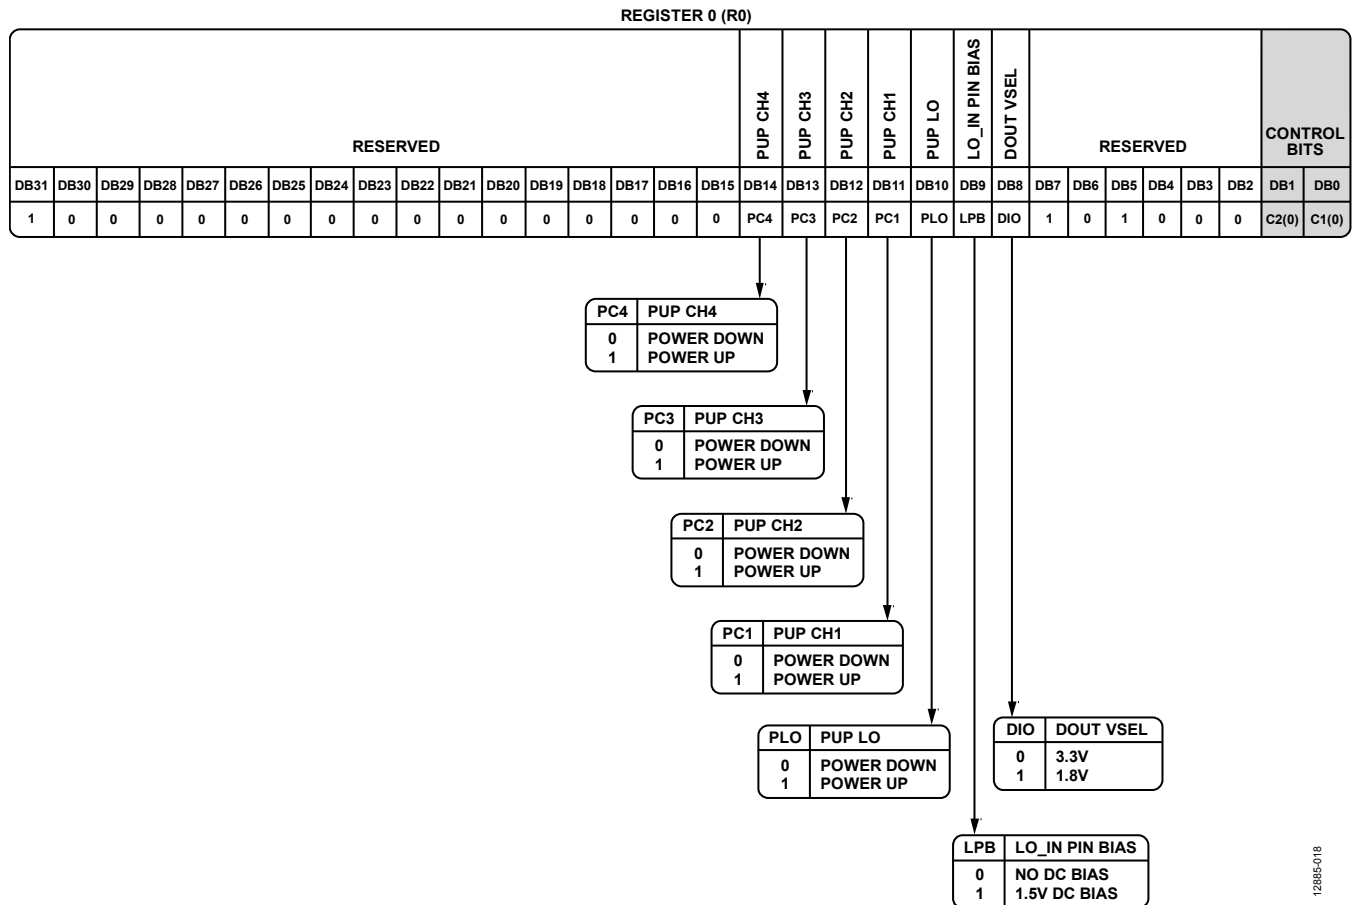 REGISTER 0 (R0)
RESERVED PUP CH4 PUP CH3 PUP CH2 PUP CH1 PUP LO LO_IN PIN BIAS DOUT VSEL RESERVED CONTROL BITS
DB31 DB30 DB29 DB28 DB27 DB26 DB25 DB24 DB23 DB22 DB21 DB20 DB19 DB18 DB17 DB16 DB15 DB14 DB13 DB12 DB11 DB10 DB9 DB8 DB7 DB6 DB5 DB4 DB3 DB2 DB1 DB0
1 0 0 0 0 0 0 0 0 0 0 0 0 0 0 0 0 PC4 PC3 PC2 PC1 PLO LPB DIO 1 0 1 0 0 0 C2(0) C1(0)
PC4 PUP CH4
0 POWER DOWN
1 POWER UP
PC3 PUP CH3
0 POWER DOWN
1 POWER UP
PC2 PUP CH2
0 POWER DOWN
1 POWER UP
PC1 PUP CH1
0 POWER DOWN
1 POWER UP
PLO PUP LO
0 POWER DOWN
1 POWER UP
DIO DOUT VSEL
0 3.3V
1 1.8V
LPB LO_IN PIN BIAS
0 NO DC BIAS
1 1.5V DC BIAS
12885-018